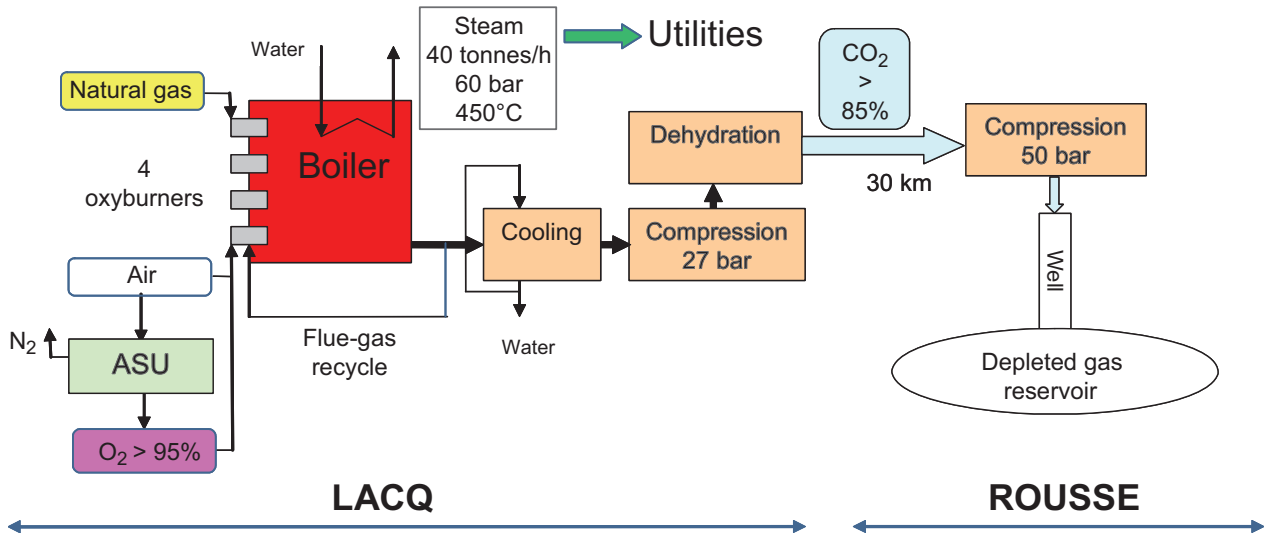 Water
Steam
40 tonnes/h
60 bar
450°C
Utilities
CO2
>
85%
Natural gas
4
oxyburners
Boiler
Dehydration
Compression
50 bar
30 km
Cooling
Compression
27 bar
Air
Well
N2
ASU
Flue-gas
recycle
Water
Depleted gas
reservoir
O2 > 95%
LACQ
ROUSSE